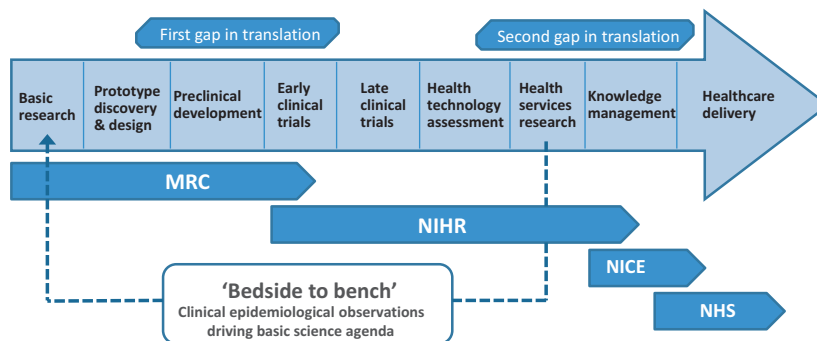 First gap in translation
Second gap in translation
Basic
research
Prototype
discovery
& design
Preclinical
development
Early
clinical
trials
Late
clinical
trials
Health
technology
assessment
Health
services
research
Knowledge
management
Healthcare
delivery
MRC
NIHR
NICE
NHS
'Bedside to bench'
Clinical epidemiological observations
driving basic science agenda